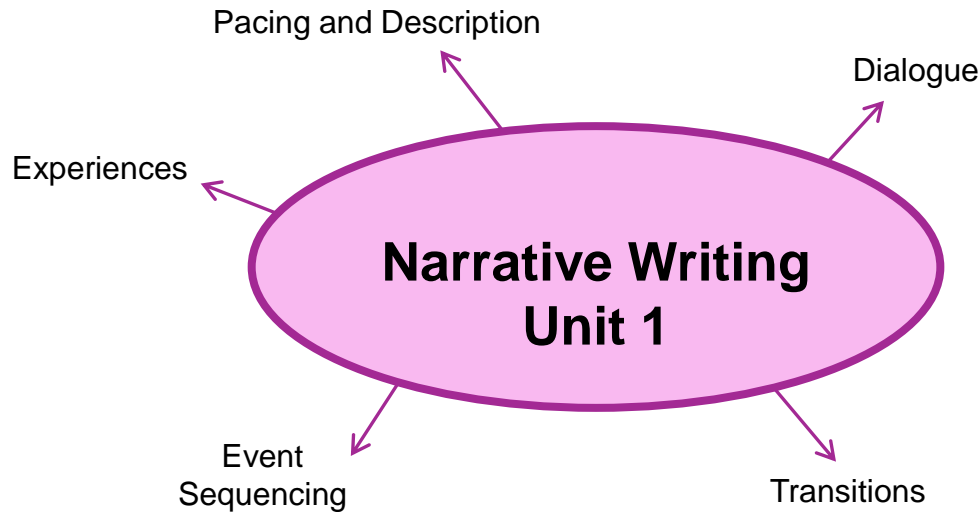 Pacing and Description
Dialogue
Experiences
Narrative Writing
Unit 1
Event
Sequencing
Transitions